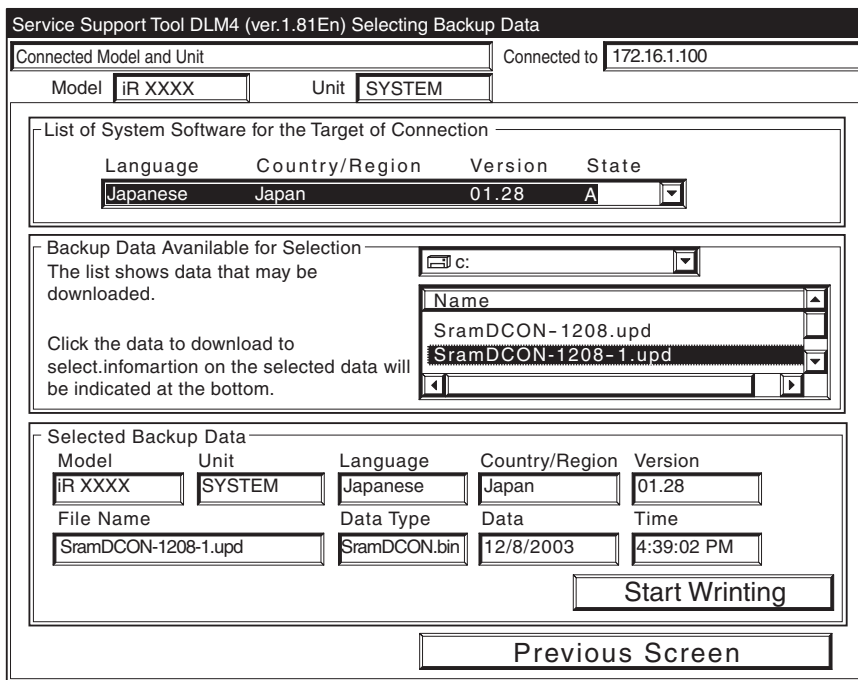 Service Support Tool DLM4 (ver.1.81En) Selecting Backup Data
Connected Model and Unit
Connected to 172.16.1.100
Model iR XXXX Unit SYSTEM
List of System Software for the Target of Connection
Language Country/Region Version State
Japanese Japan 01.28 A
Backup Data Avanilable for Selection
The list shows data that may be
downloaded.
Click the data to download to
select.infomartion on the selected data will
be indicated at the bottom.
c:
Name
SramDCON-1208.upd
SramDCON-1208-1.upd
Selected Backup Data
Model Unit Language Country/Region Version
iR XXXX SYSTEM Japanese Japan 01.28
File Name Data Type Data Time
SramDCON-1208-1.upd SramDCON.bin 12/8/2003 4:39:02 PM
Start Wrinting
Previous Screen